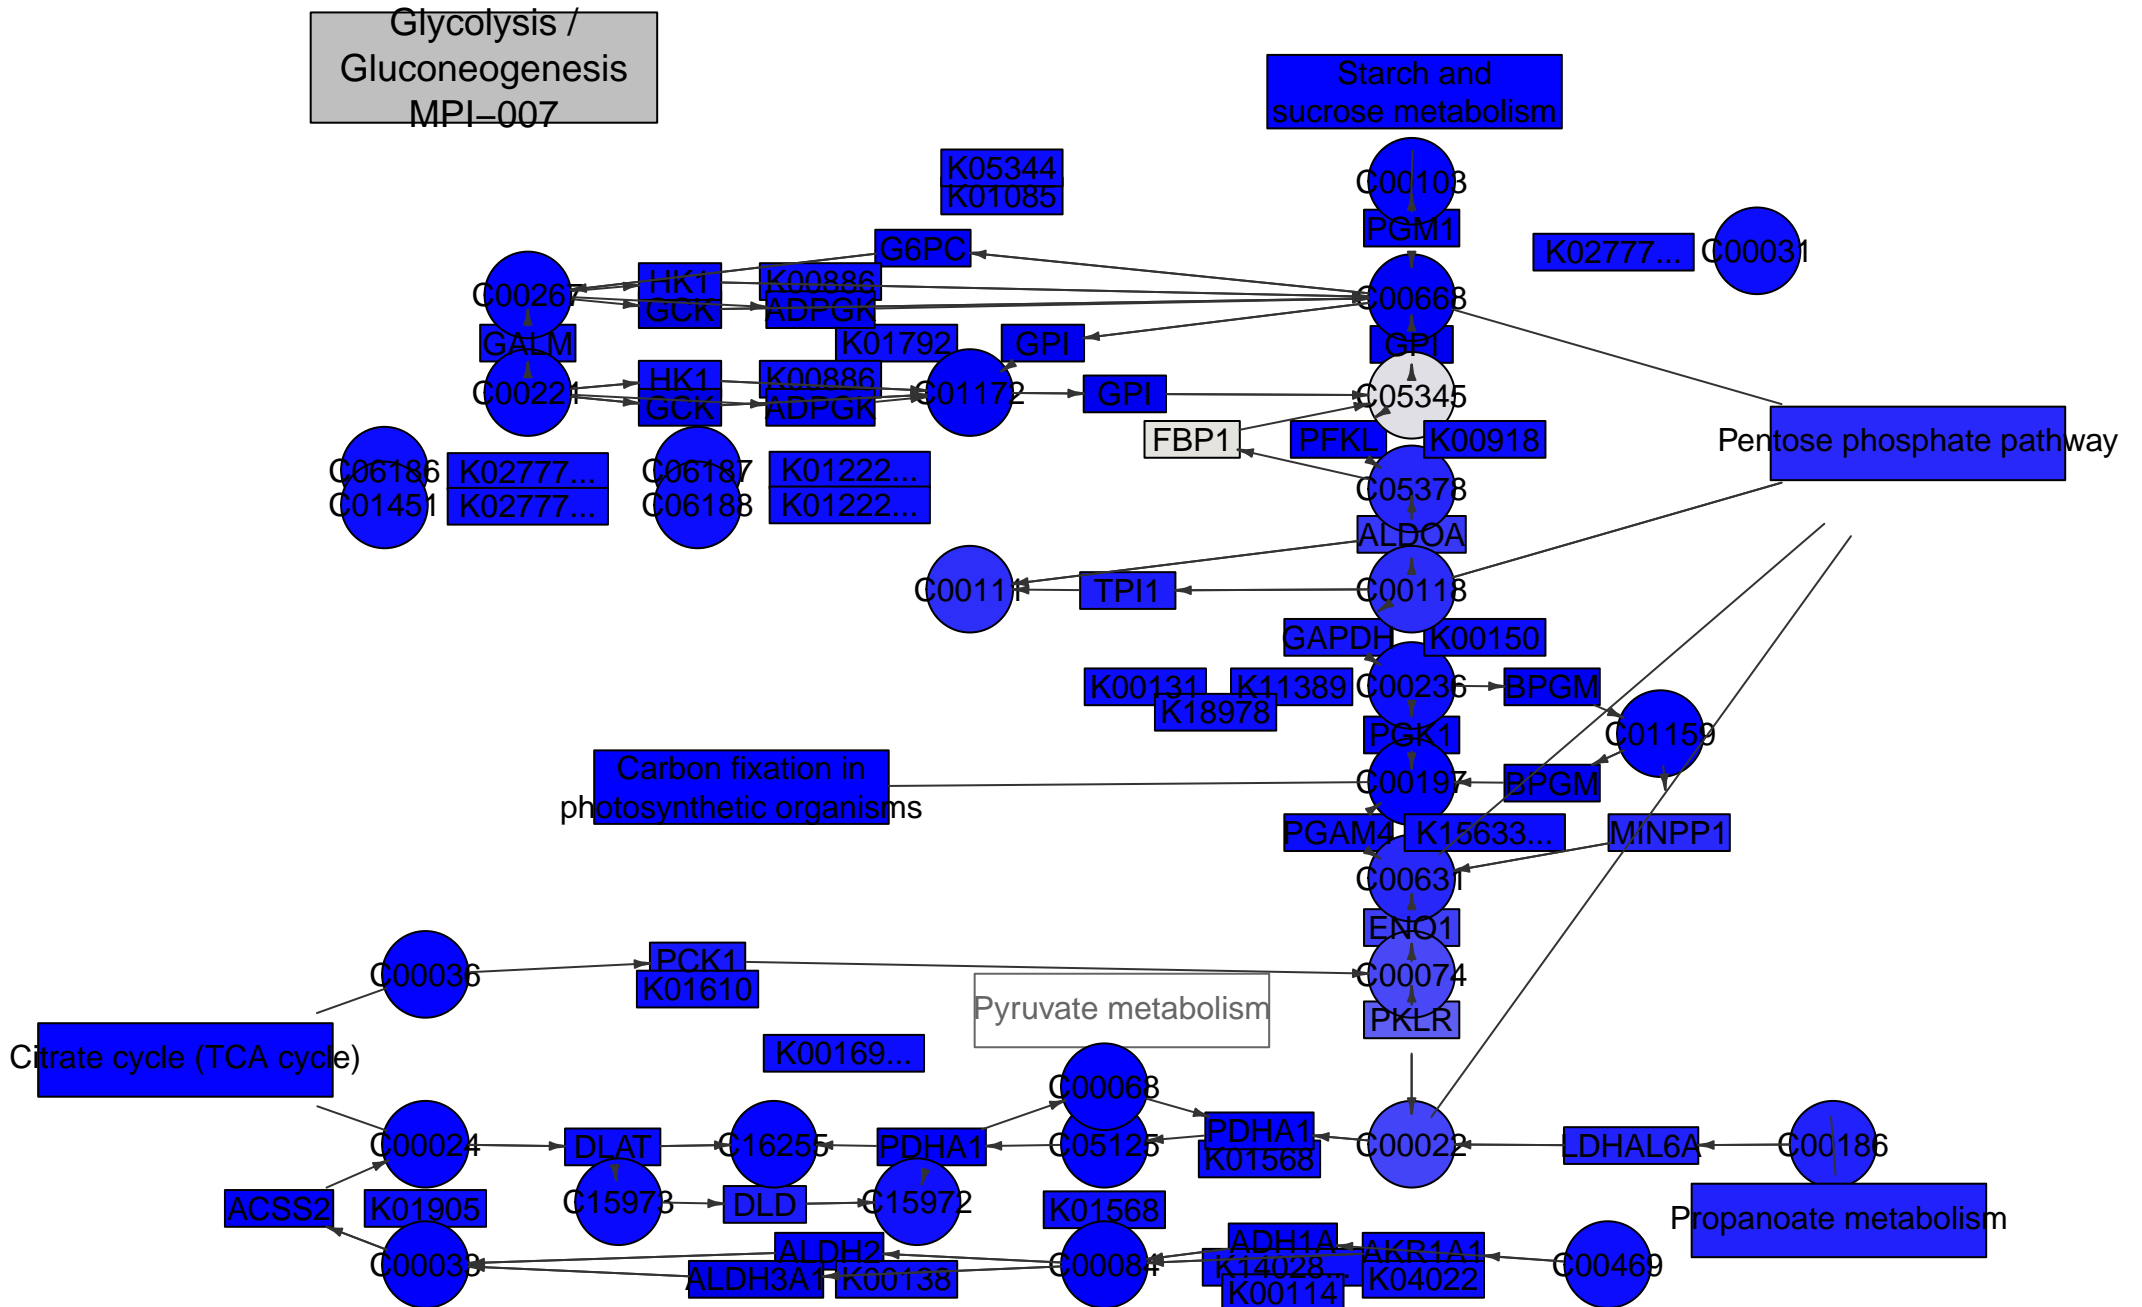 Glycolysis /
Gluconeogenesis
MPI−007
Starch and
sucrose metabolism
K05344
K01085
C00103
PGM1
G6PC
K02777...
C00031
C00267
HK1
K00886
GCK
ADPGK
C00668
GALM
K01792
GPI
GPI
C00221
HK1
K00886
GCK
ADPGK
C01172
GPI
C05345
FBP1
PFKL
K00918
Pentose phosphate pathway
C06186
K02777...
C06187
K01222...
C01451
K02777...
C06188
K01222...
C05378
ALDOA
C00111
TPI1
C00118
GAPDH
K00150
K00131
K11389
K18978
C00236
BPGM
PGK1
C01159
Carbon fixation in
photosynthetic organisms
C00197
BPGM
PGAM4
K15633...
MINPP1
C00631
ENO1
C00036
PCK1
K01610
C00074
Pyruvate metabolism
PKLR
Citrate cycle (TCA cycle)
K00169...
C00068
C00024
DLAT
C16255
PDHA1
C05125
PDHA1
K01568
C00022
LDHAL6A
C00186
ACSS2
K01905
C15973
DLD
C15972
K01568
Propanoate metabolism
C00033
ALDH2
ALDH3A1
K00138
C00084
ADH1A
K14028...
K00114
AKR1A1
K04022
C00469